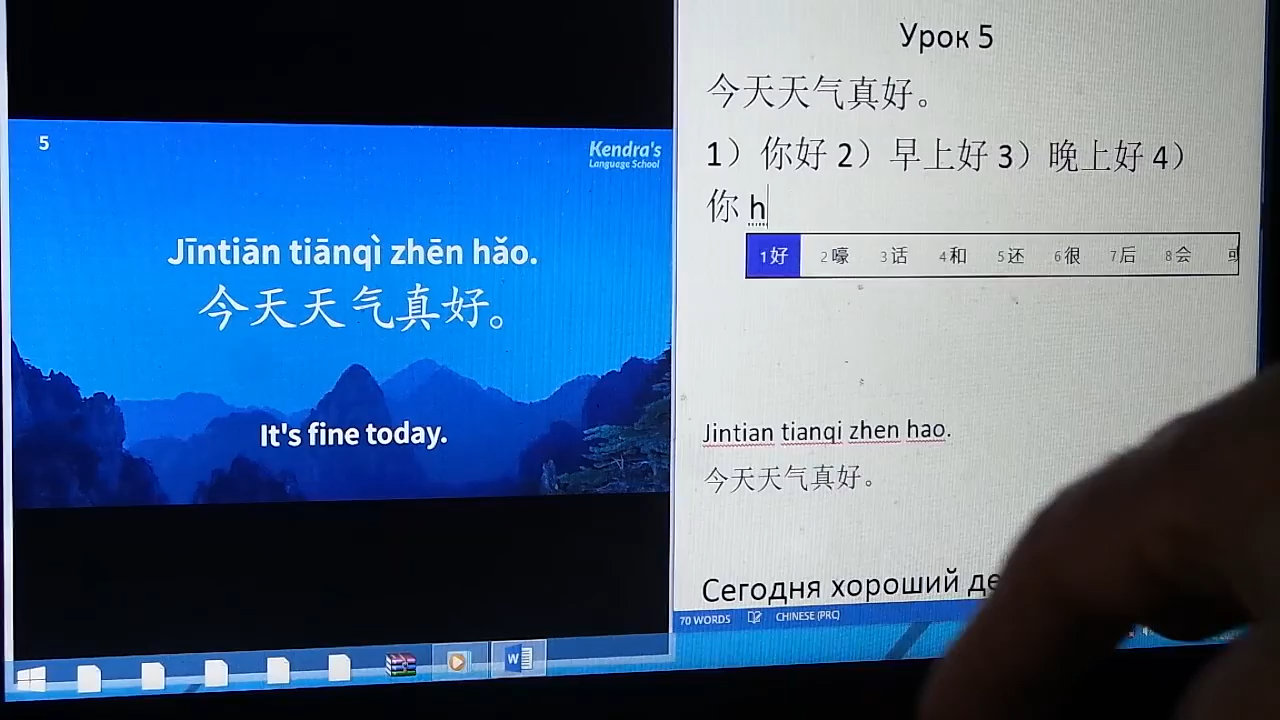 5
Kendra's
Language School
Jīntiān tiānqì zhēn hǎo.
今天天气真好。
It's fine today.
Урок 5
今天天气真好。
1）你好 2）早上好 3）晚上好 4）
你 h
1好 2嚎 3话 4和 5还 6很 7后 8会
Jintian tianqi zhen hao.
今天天气真好。
Сегодня хороший
70 WORDS CHINESE (PRC)
W